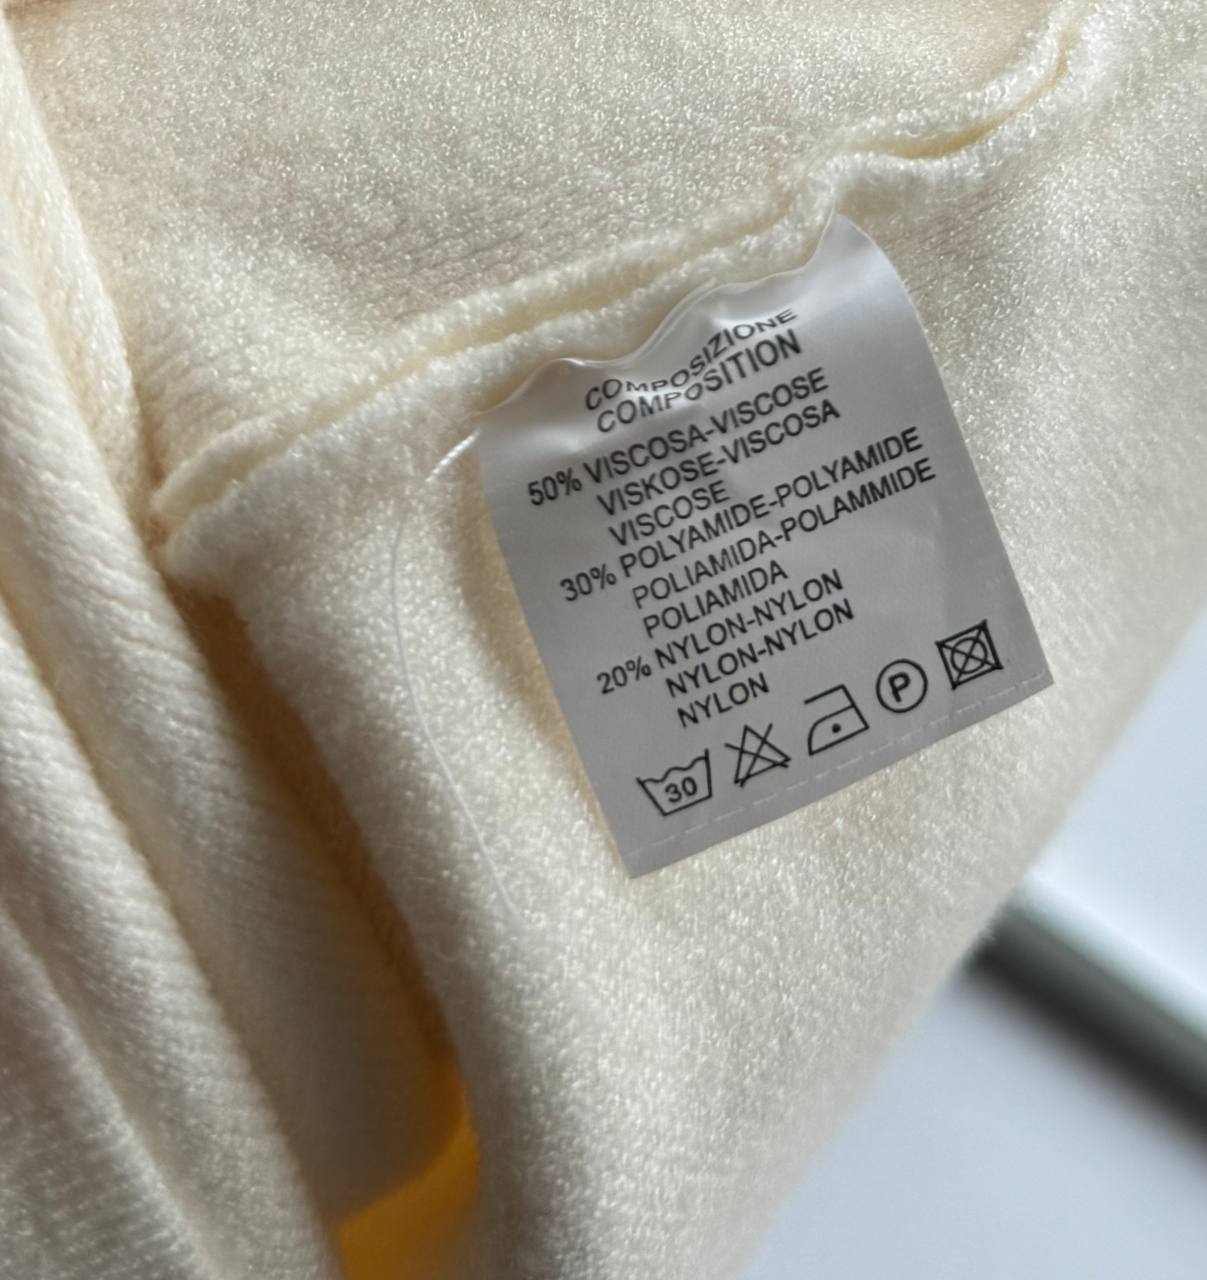 COMPOSIZIONE
COMPOSITION
50% VISCOSA-VISCOSE
VISKOSE-VISCOSA
VISCOSE
30% POLYAMIDE-POLYAMIDE
POLIAMIDA-POLAMMIDE
POLIAMIDA
20% NYLON-NYLON
NYLON-NYLON
NYLON
30 P